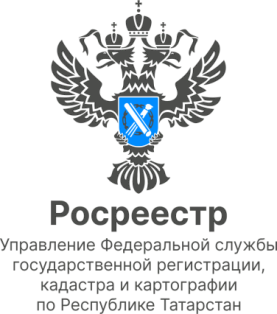 Росреестр
Управление Федеральной службы
государственной регистрации,
кадастра и картографии
по Республике Татарстан